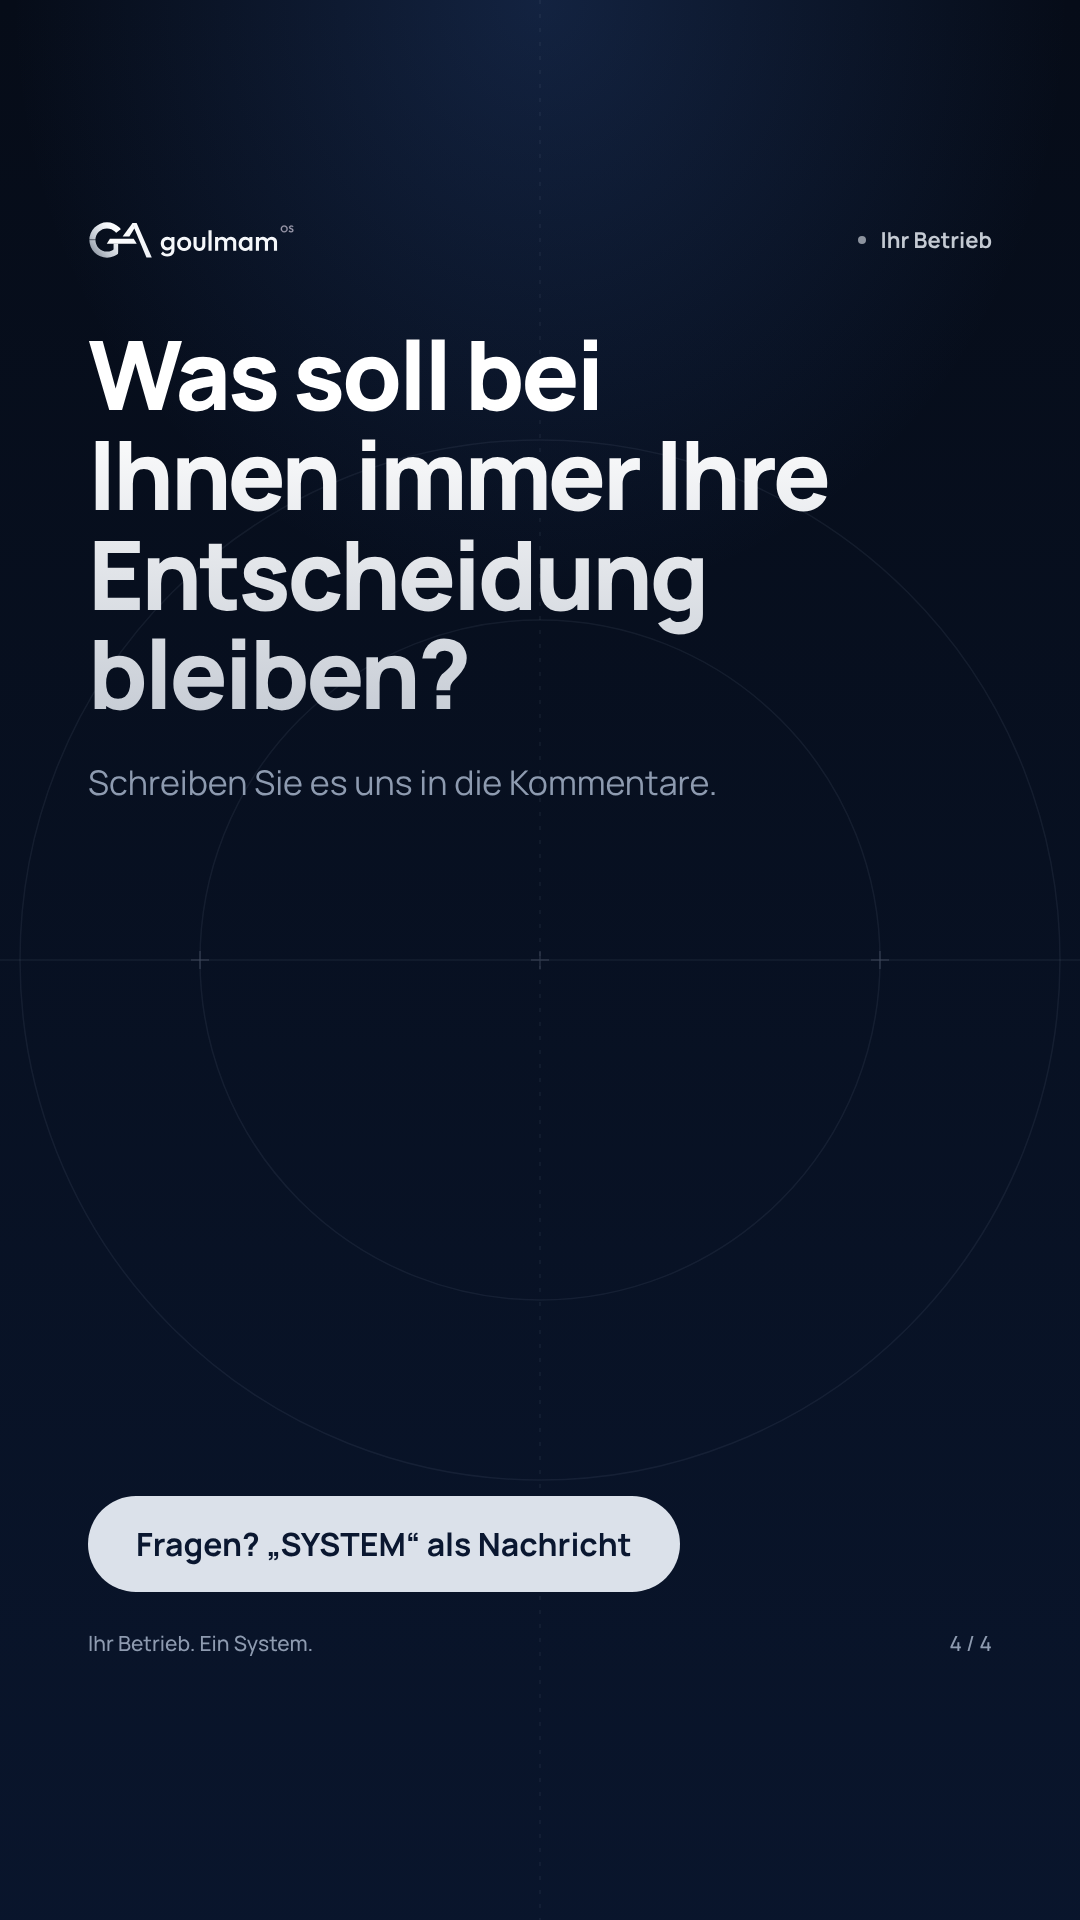 GA goulmam os
Ihr Betrieb
Was soll bei
Ihnen immer Ihre
Entscheidung
bleiben?
Schreiben Sie es uns in die Kommentare.
Fragen? „SYSTEM“ als Nachricht
Ihr Betrieb. Ein System.
4 / 4